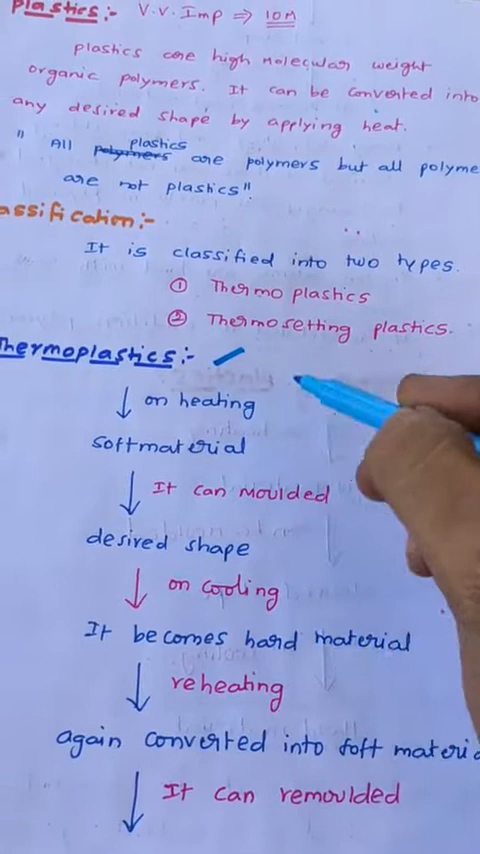 Plastics:- V.V.Imp ⇒ 10M
plastics are high molecular weight
organic polymers. It can be converted into
any desired shape by applying heat.
" All plastics are polymers but all polyme
are not plastics"
assification:-
It is classified into two types.
① Thermo plastics
② Thermosetting plastics.
Thermoplastics:-
↓ on heating
softmaterial
↓ It can moulded
desired shape
↓ on cooling
It becomes hard material
↓ reheating
again converted into soft materia
↓ It can remoulded